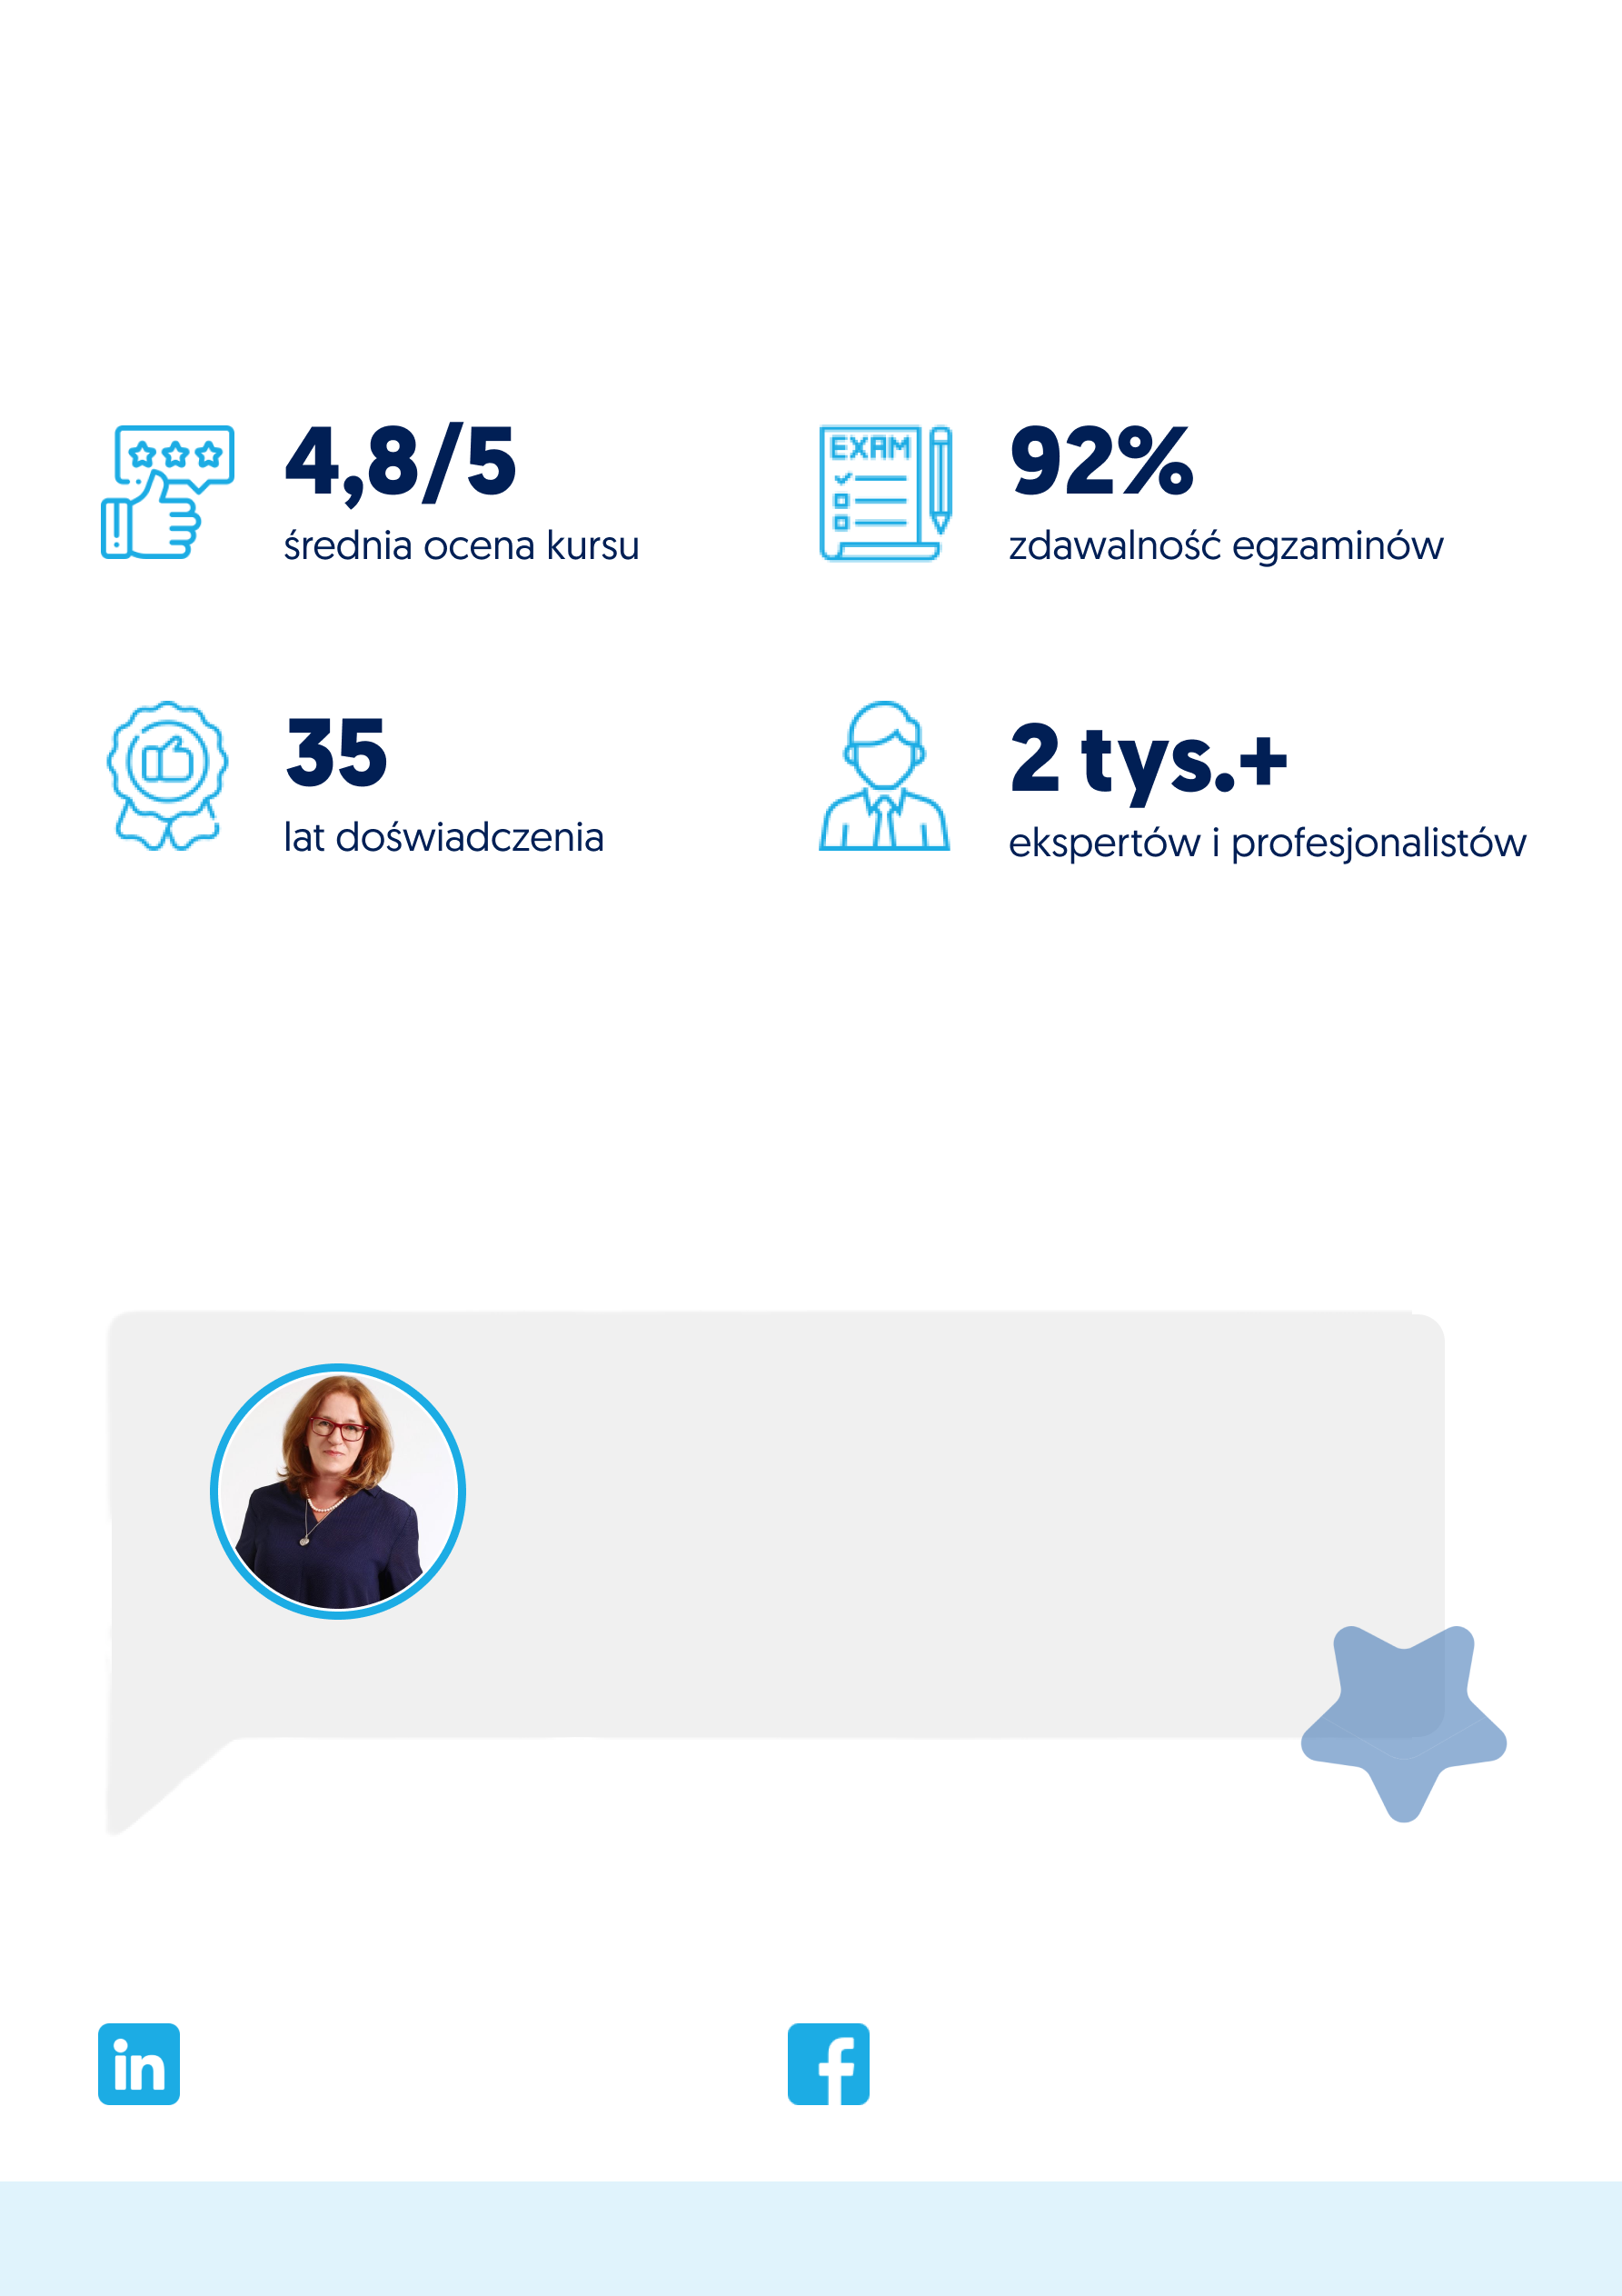 4,8/5
średnia ocena kursu
EXAM
92%
zdawalność egzaminów
35
lat doświadczenia
2 tys.+
ekspertów i profesjonalistów
in
f